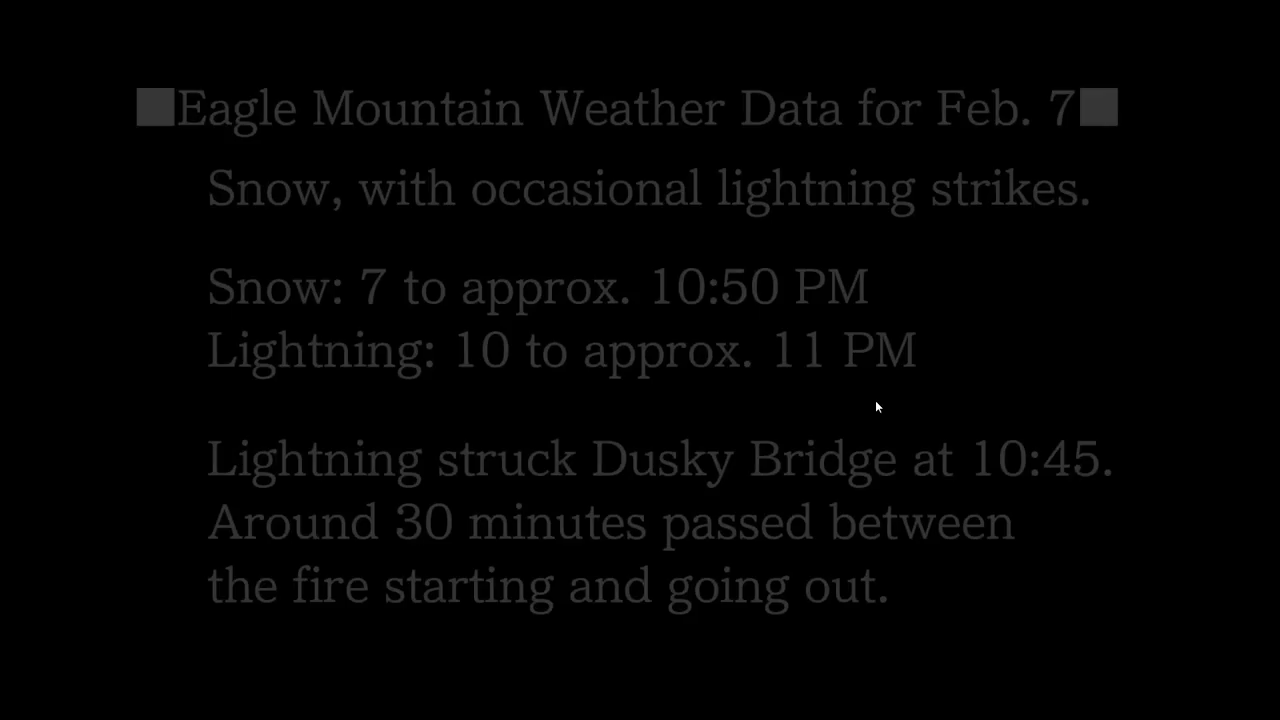 ■Eagle Mountain Weather Data for Feb. 7■
Snow, with occasional lightning strikes.
Snow: 7 to approx. 10:50 PM
Lightning: 10 to approx. 11 PM
Lightning struck Dusky Bridge at 10:45.
Around 30 minutes passed between
the fire starting and going out.